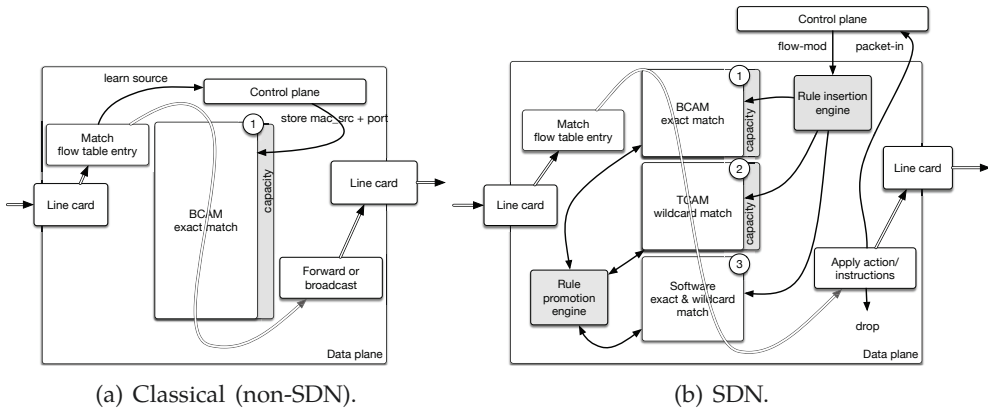 learn source
Control plane
store mac_src + port
1
Match
flow table entry
Line card
BCAM
exact match
capacity
Line card
Forward or
broadcast
Data plane
(a) Classical (non-SDN).
Control plane
flow-mod
packet-in
1
BCAM
exact match
capacity
Rule insertion
engine
Match
flow table entry
Line card
2
TCAM
wildcard match
capacity
Line card
3
Software
exact & wildcard
match
Rule
promotion
engine
Apply action/
instructions
drop
Data plane
(b) SDN.